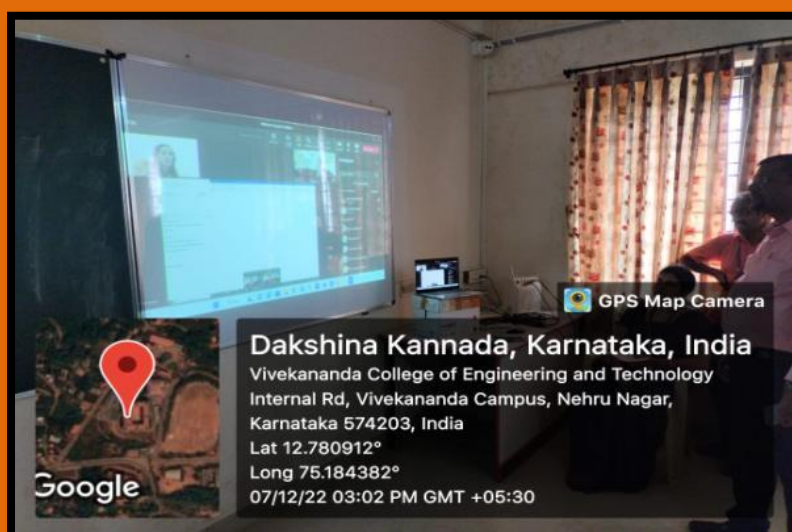 GPS Map Camera
Dakshina Kannada, Karnataka, India
Vivekananda College of Engineering and Technology
Internal Rd, Vivekananda Campus, Nehru Nagar,
Karnataka 574203, India
Lat 12.780912°
Long 75.184382°
07/12/22 03:02 PM GMT +05:30
Google